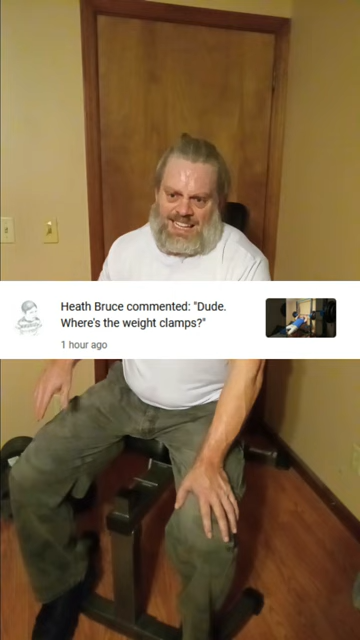 Heath Bruce commented: "Dude.
Where's the weight clamps?"
1 hour ago